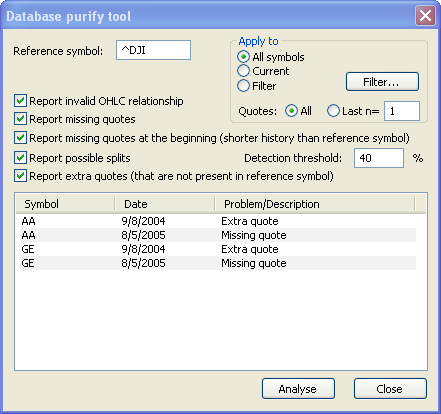 Database purify tool
Reference symbol: ^DJI
Apply to
All symbols
Current
Filter
Filter...
Quotes: All Last n= 1
Report invalid OHLC relationship
Report missing quotes
Report missing quotes at the beginning (shorter history than reference symbol)
Report possible splits Detection threshold: 40 %
Report extra quotes (that are not present in reference symbol)
Symbol Date Problem/Description
AA 9/8/2004 Extra quote
AA 8/5/2005 Missing quote
GE 9/8/2004 Extra quote
GE 8/5/2005 Missing quote
Analyse Close